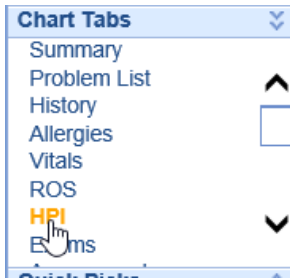 Chart Tabs
Summary
Problem List
History
Allergies
Vitals
ROS
HPI